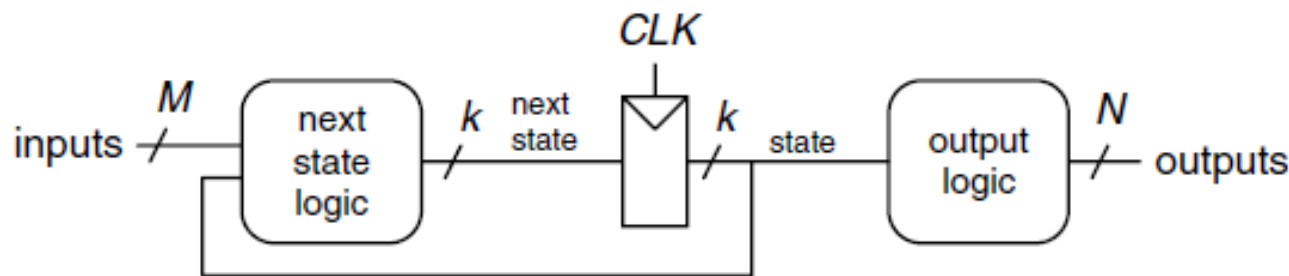 CLK
M
inputs
next
state
logic
k
next
state
k
state
output
logic
N
outputs